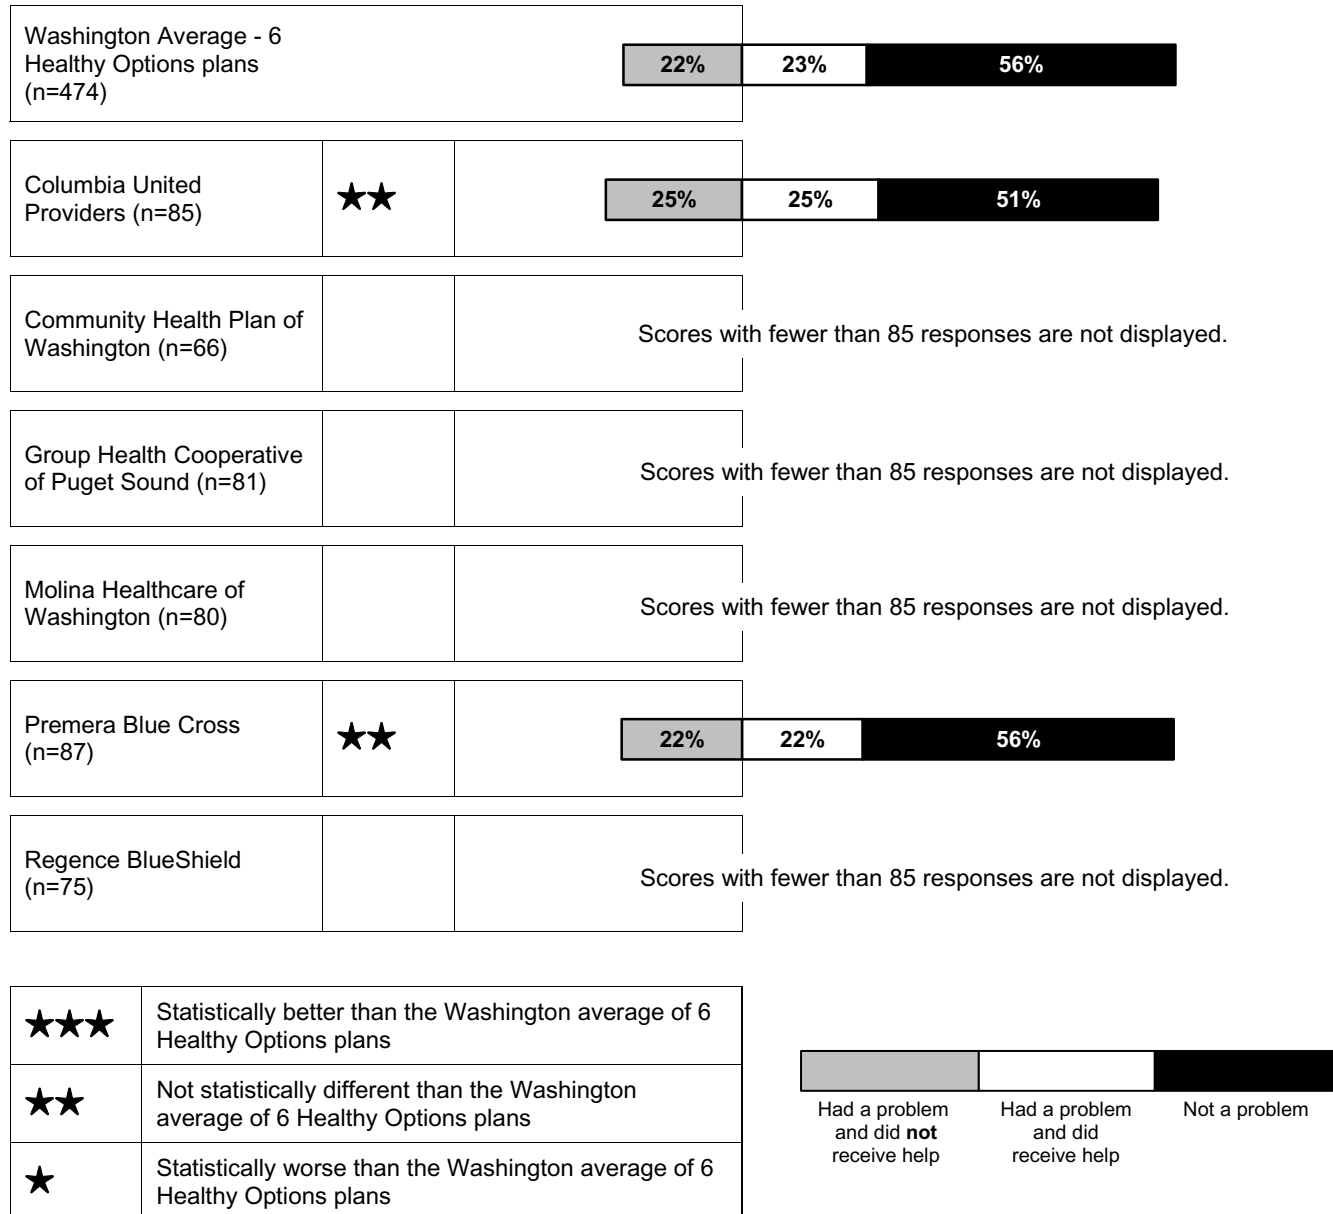 Washington Average - 6
Healthy Options plans
(n=474)
22% 23% 56%
Columbia United
Providers (n=85)
★★
25% 25% 51%
Community Health Plan of
Washington (n=66)
Scores with fewer than 85 responses are not displayed.
Group Health Cooperative
of Puget Sound (n=81)
Scores with fewer than 85 responses are not displayed.
Molina Healthcare of
Washington (n=80)
Scores with fewer than 85 responses are not displayed.
Premera Blue Cross
(n=87)
★★
22% 22% 56%
Regence BlueShield
(n=75)
Scores with fewer than 85 responses are not displayed.
★★★
Statistically better than the Washington average of 6
Healthy Options plans
★★
Not statistically different than the Washington
average of 6 Healthy Options plans
★
Statistically worse than the Washington average of 6
Healthy Options plans
Had a problem
and did not
receive help
Had a problem
and did
receive help
Not a problem